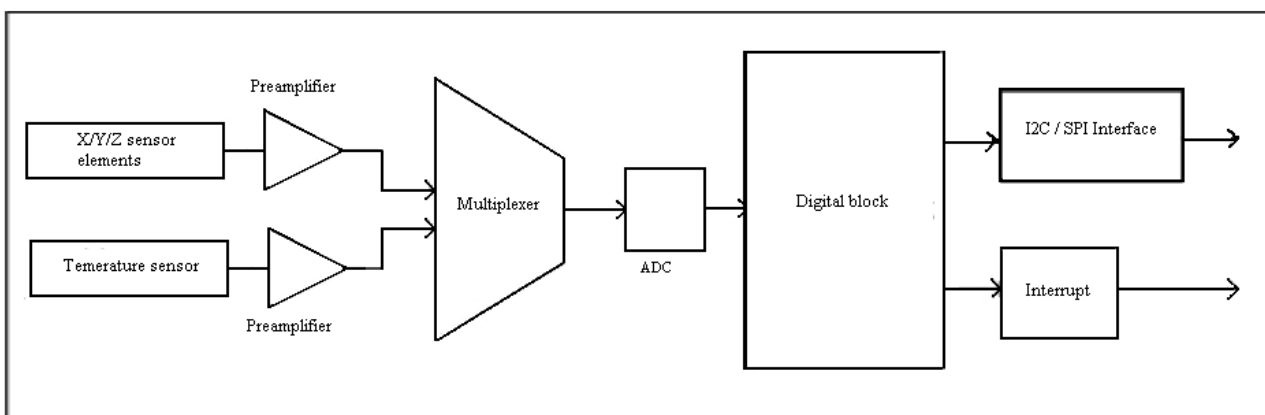 Preamplifier
X/Y/Z sensor
elements
Temerature sensor
Preamplifier
Multiplexer
ADC
Digital block
I2C / SPI Interface
Interrupt